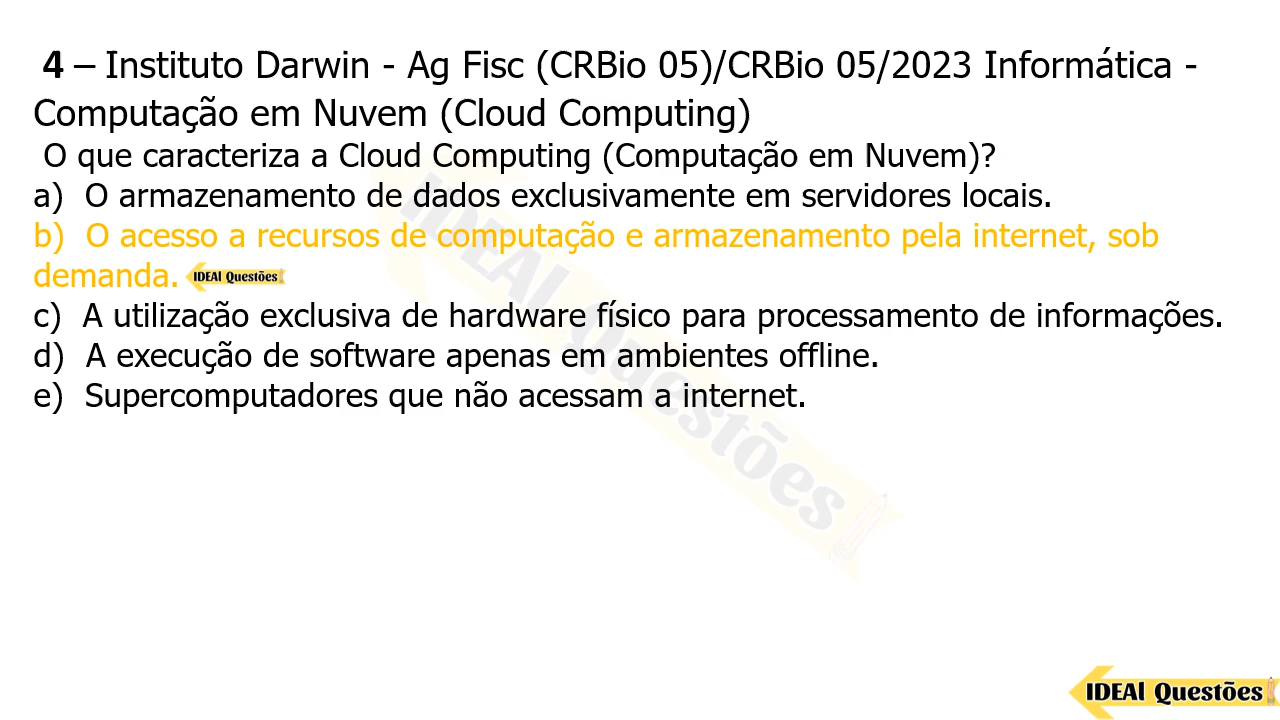 4 – Instituto Darwin - Ag Fisc (CRBio 05)/CRBio 05/2023 Informática -
Computação em Nuvem (Cloud Computing)
O que caracteriza a Cloud Computing (Computação em Nuvem)?
a) O armazenamento de dados exclusivamente em servidores locais.
b) O acesso a recursos de computação e armazenamento pela internet, sob
demanda. IDEAl Questões
c) A utilização exclusiva de hardware físico para processamento de informações.
d) A execução de software apenas em ambientes offline.
e) Supercomputadores que não acessam a internet.
IDEAl Questões
IDEAl Questões